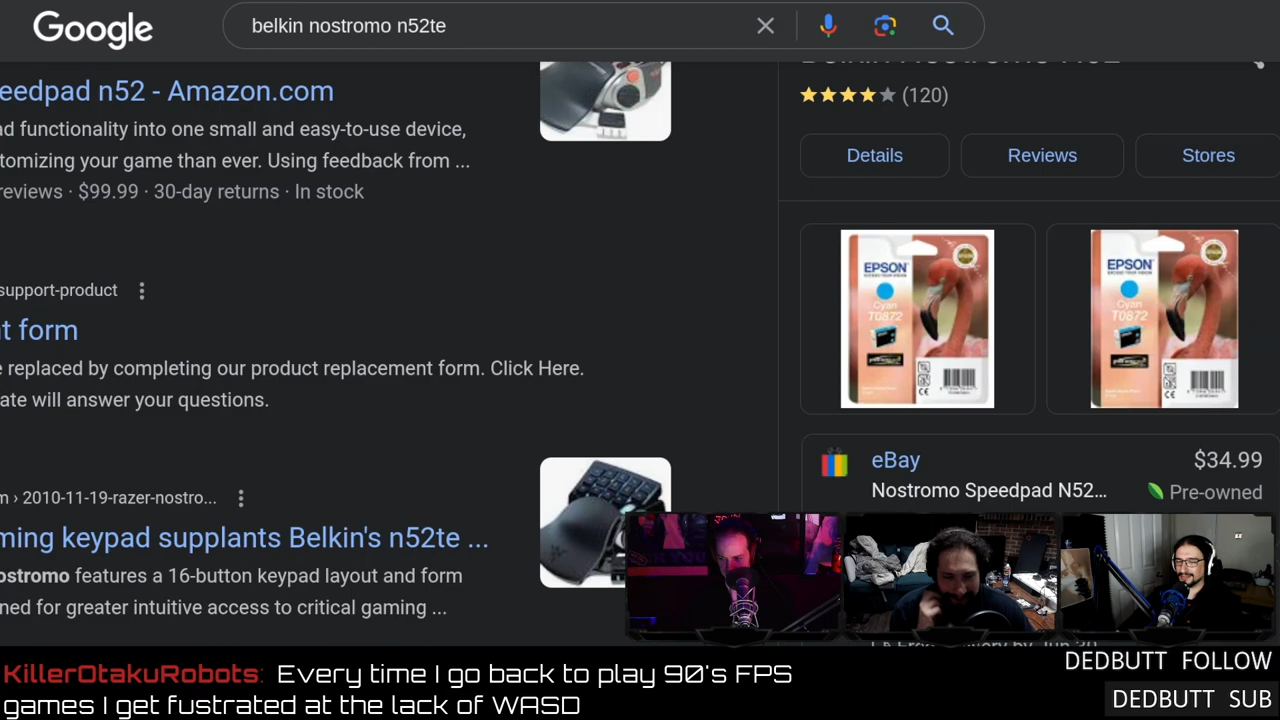 Google
belkin nostromo n52te
eedpad n52 - Amazon.com
ad functionality into one small and easy-to-use device,
tomizing your game than ever. Using feedback from ...
reviews · $99.99 · 30-day returns · In stock
support-product
t form
e replaced by completing our product replacement form. Click Here.
ate will answer your questions.
m › 2010-11-19-razer-nostro...
ming keypad supplants Belkin's n52te ...
ostromo features a 16-button keypad layout and form
ned for greater intuitive access to critical gaming ...
(120)
Details
Reviews
Stores
EPSON
Cyan
T0872
EPSON
Cyan
T0872
eBay
$34.99
Nostromo Speedpad N52...
Pre-owned
KillerOtakuRobots: Every time I go back to play 90's FPS
games I get fustrated at the lack of WASD
DEDBUTT FOLLOW
DEDBUTT SUB